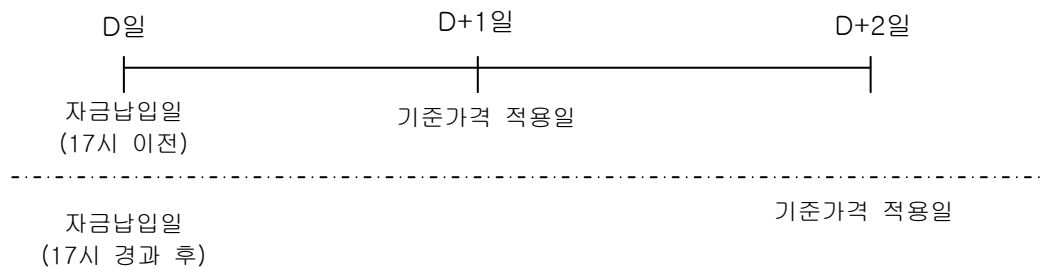 D일 D+1일 D+2일
자금납입일 기준가격 적용일
(17시 이전)
기준가격 적용일
자금납입일
(17시 경과 후)